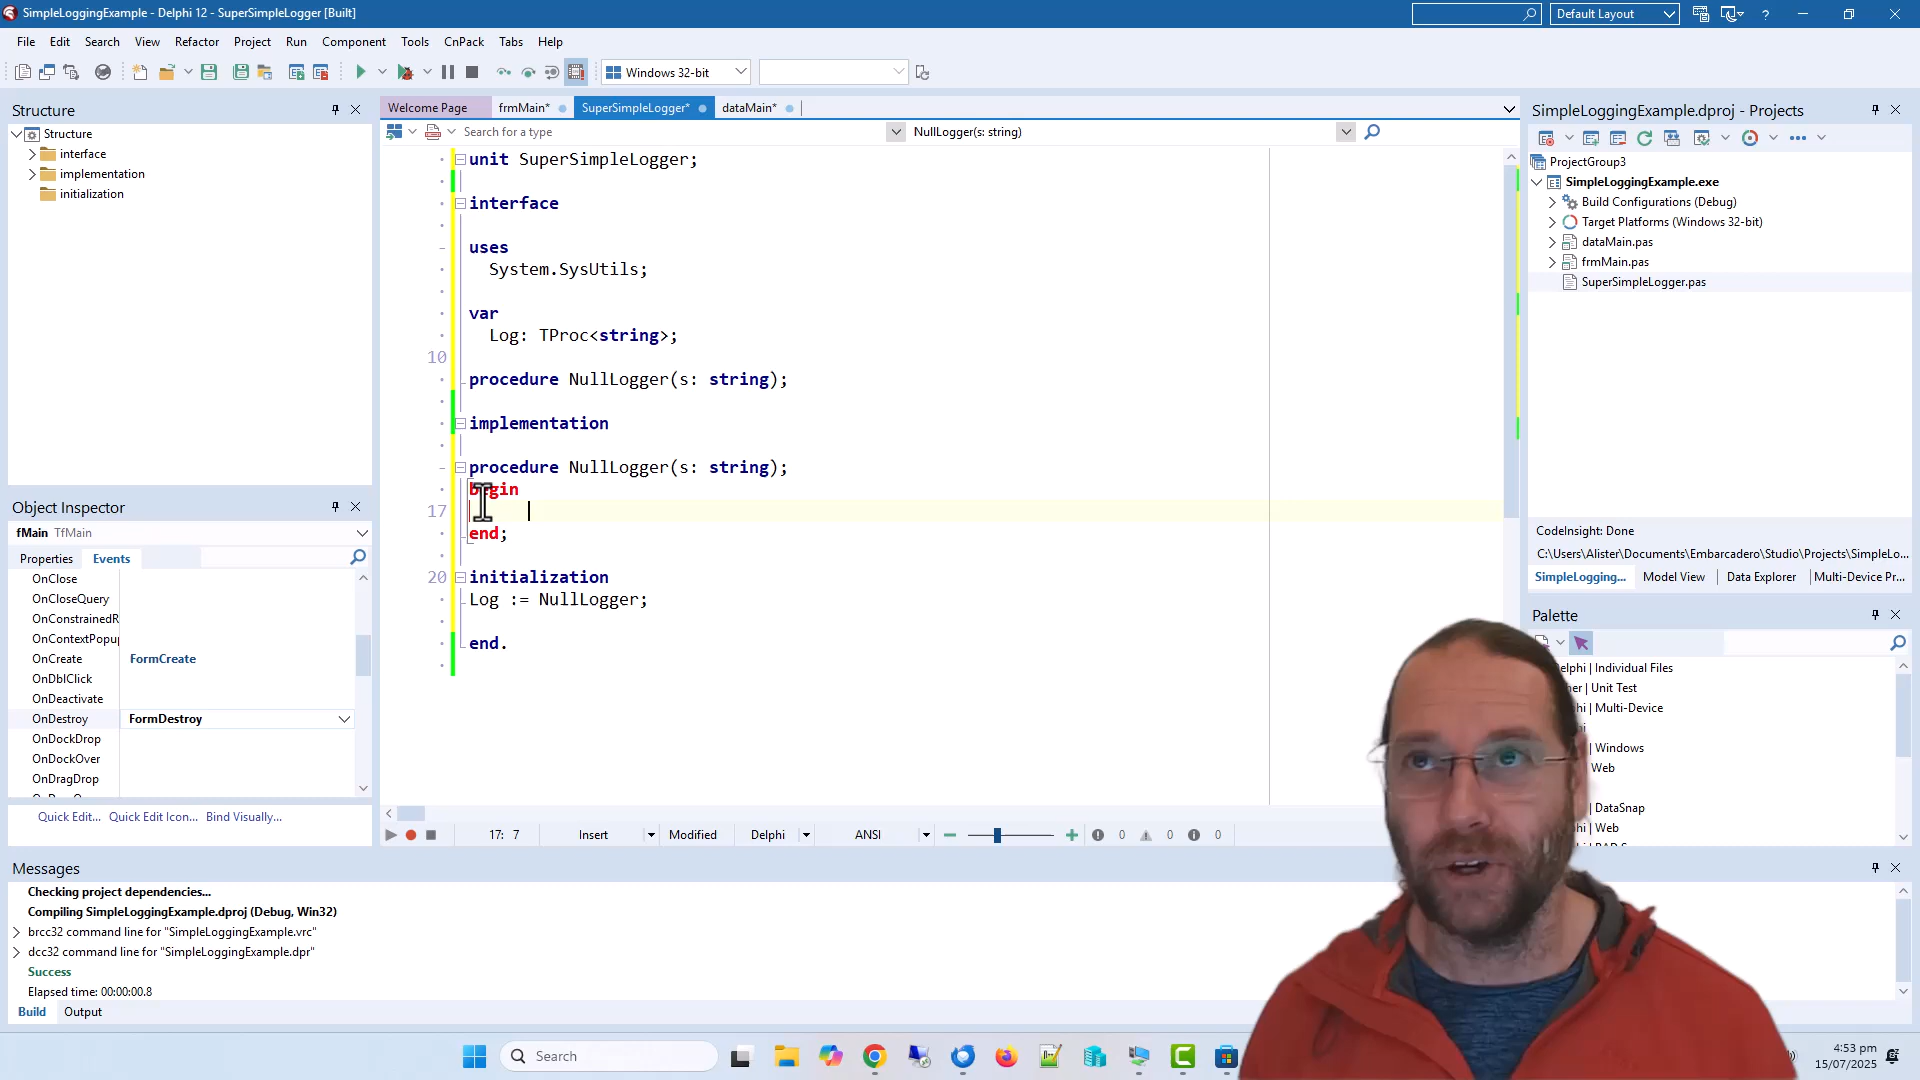 SimpleLoggingExample - Delphi 12 - SuperSimpleLogger [Built]
Default Layout
File Edit Search View Refactor Project Run Component Tools CnPack Tabs Help
Windows 32-bit
Structure
Structure
interface
implementation
initialization
Object Inspector
fMain TfMain
Properties Events
OnClose
OnCloseQuery
OnConstrainedR
OnContextPopup
OnCreate FormCreate
OnDblClick
OnDeactivate
OnDestroy FormDestroy
OnDockDrop
OnDockOver
OnDragDrop
Quick Edit... Quick Edit Icon... Bind Visually...
Welcome Page frmMain* SuperSimpleLogger* dataMain*
Search for a type NullLogger(s: string)
unit SuperSimpleLogger;
interface
uses
System.SysUtils;
var
Log: TProc<string>;
10
procedure NullLogger(s: string);
implementation
procedure NullLogger(s: string);
begin
17
end;
20 initialization
Log := NullLogger;
end.
17: 7 Insert Modified Delphi ANSI 0 0 0
SimpleLoggingExample.dproj - Projects
ProjectGroup3
SimpleLoggingExample.exe
Build Configurations (Debug)
Target Platforms (Windows 32-bit)
dataMain.pas
frmMain.pas
SuperSimpleLogger.pas
CodeInsight: Done
C:\Users\Alister\Documents\Embarcadero\Studio\Projects\SimpleLo...
SimpleLogging... Model View Data Explorer Multi-Device Pr...
Palette
elphi | Individual Files
| Unit Test
| Multi-Device
| Windows
Web
DataSnap
| Web
Messages
Checking project dependencies...
Compiling SimpleLoggingExample.dproj (Debug, Win32)
brcc32 command line for "SimpleLoggingExample.vrc"
dcc32 command line for "SimpleLoggingExample.dpr"
Success
Elapsed time: 00:00:00.8
Build Output
Search
4:53 pm
15/07/2025